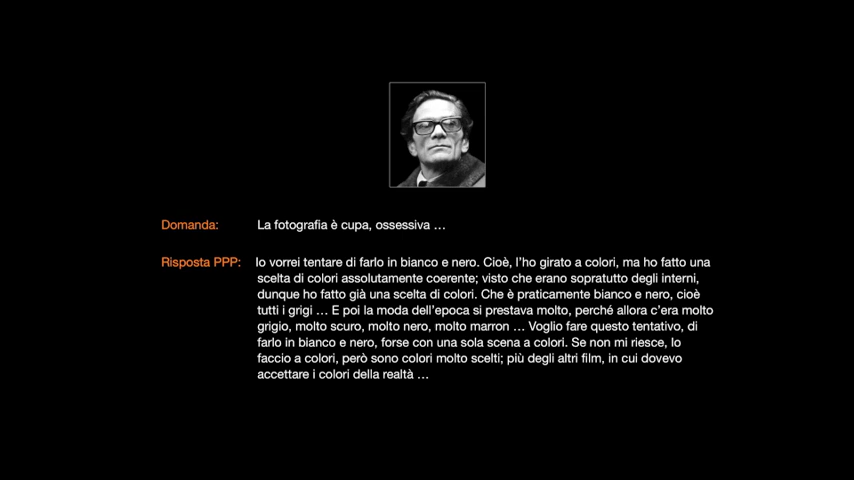 Domanda: La fotografia è cupa, ossessiva …
Risposta PPP: Io vorrei tentare di farlo in bianco e nero. Cioè, l'ho girato a colori, ma ho fatto una
scelta di colori assolutamente coerente; visto che erano sopratutto degli interni,
dunque ho fatto già una scelta di colori. Che è praticamente bianco e nero, cioè
tutti i grigi … E poi la moda dell'epoca si prestava molto, perché allora c'era molto
grigio, molto scuro, molto nero, molto marron … Voglio fare questo tentativo, di
farlo in bianco e nero, forse con una sola scena a colori. Se non mi riesce, lo
faccio a colori, però sono colori molto scelti; più degli altri film, in cui dovevo
accettare i colori della realtà …